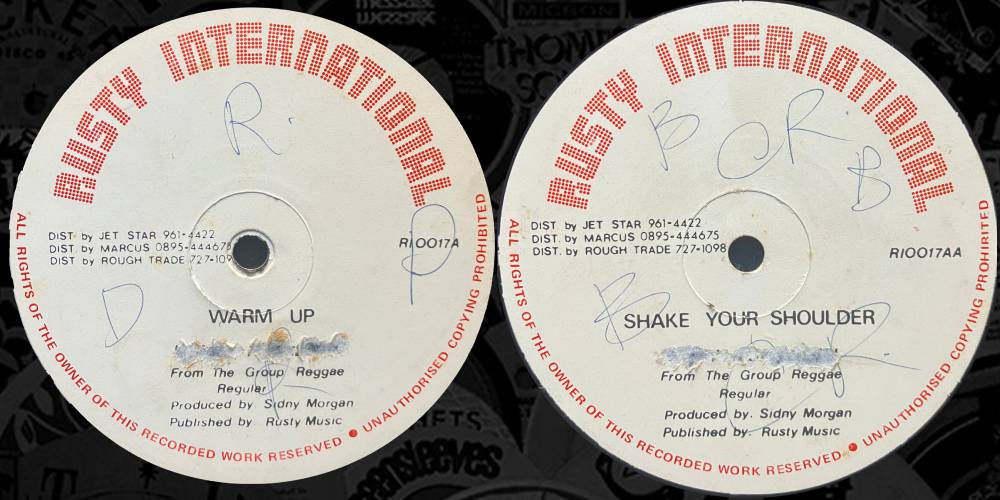 RUSTY INTERNATIONAL
R.
DIST. by JET STAR 961-4422
DIST. by MARCUS 0895-444675
DIST. by ROUGH TRADE 727-109
RI0017A
P
D
WARM UP
From The Group Reggae
Regular
Produced by. Sidny Morgan
Published by. Rusty Music
ALL RIGHTS OF THE OWNER OF THIS RECORDED WORK RESERVED ● UNAUTHORISED COPYING PROHIBITED
RUSTY INTERNATIONAL
B O R.
B
DIST. by JET STAR 961-4422
DIST. by MARCUS 0895-444675
DIST. by ROUGH TRADE 727-1098
RI0017AA
B
SHAKE YOUR SHOULDER
R.
From The Group Reggae
Regular
Produced by. Sidny Morgan
Published by. Rusty Music
ALL RIGHTS OF THE OWNER OF THIS RECORDED WORK RESERVED ● UNAUTHORISED COPYING PROHIBITED